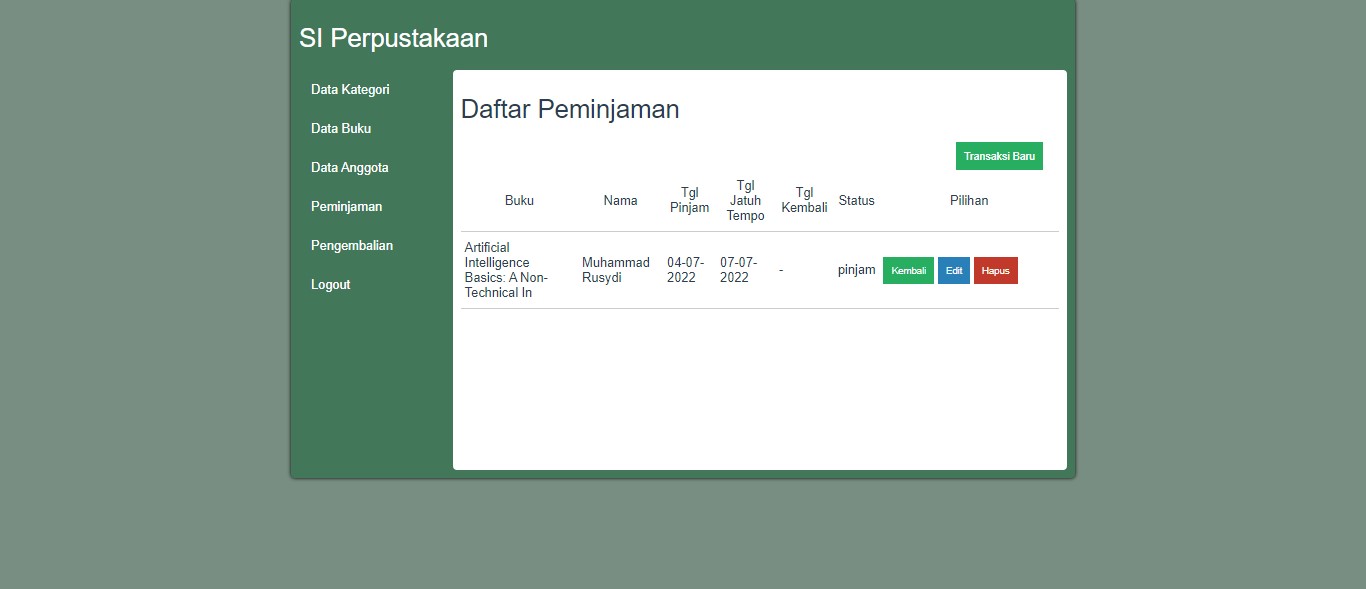 SI Perpustakaan
Data Kategori
Data Buku
Data Anggota
Peminjaman
Pengembalian
Logout
Daftar Peminjaman
Transaksi Baru
Buku
Nama
Tgl
Pinjam
Tgl
Jatuh
Tempo
Tgl
Kembali
Status
Pilihan
Artificial
Intelligence
Basics: A Non-
Technical In
Muhammad
Rusydi
04-07-
2022
07-07-
2022
-
pinjam
Kembali
Edit
Hapus